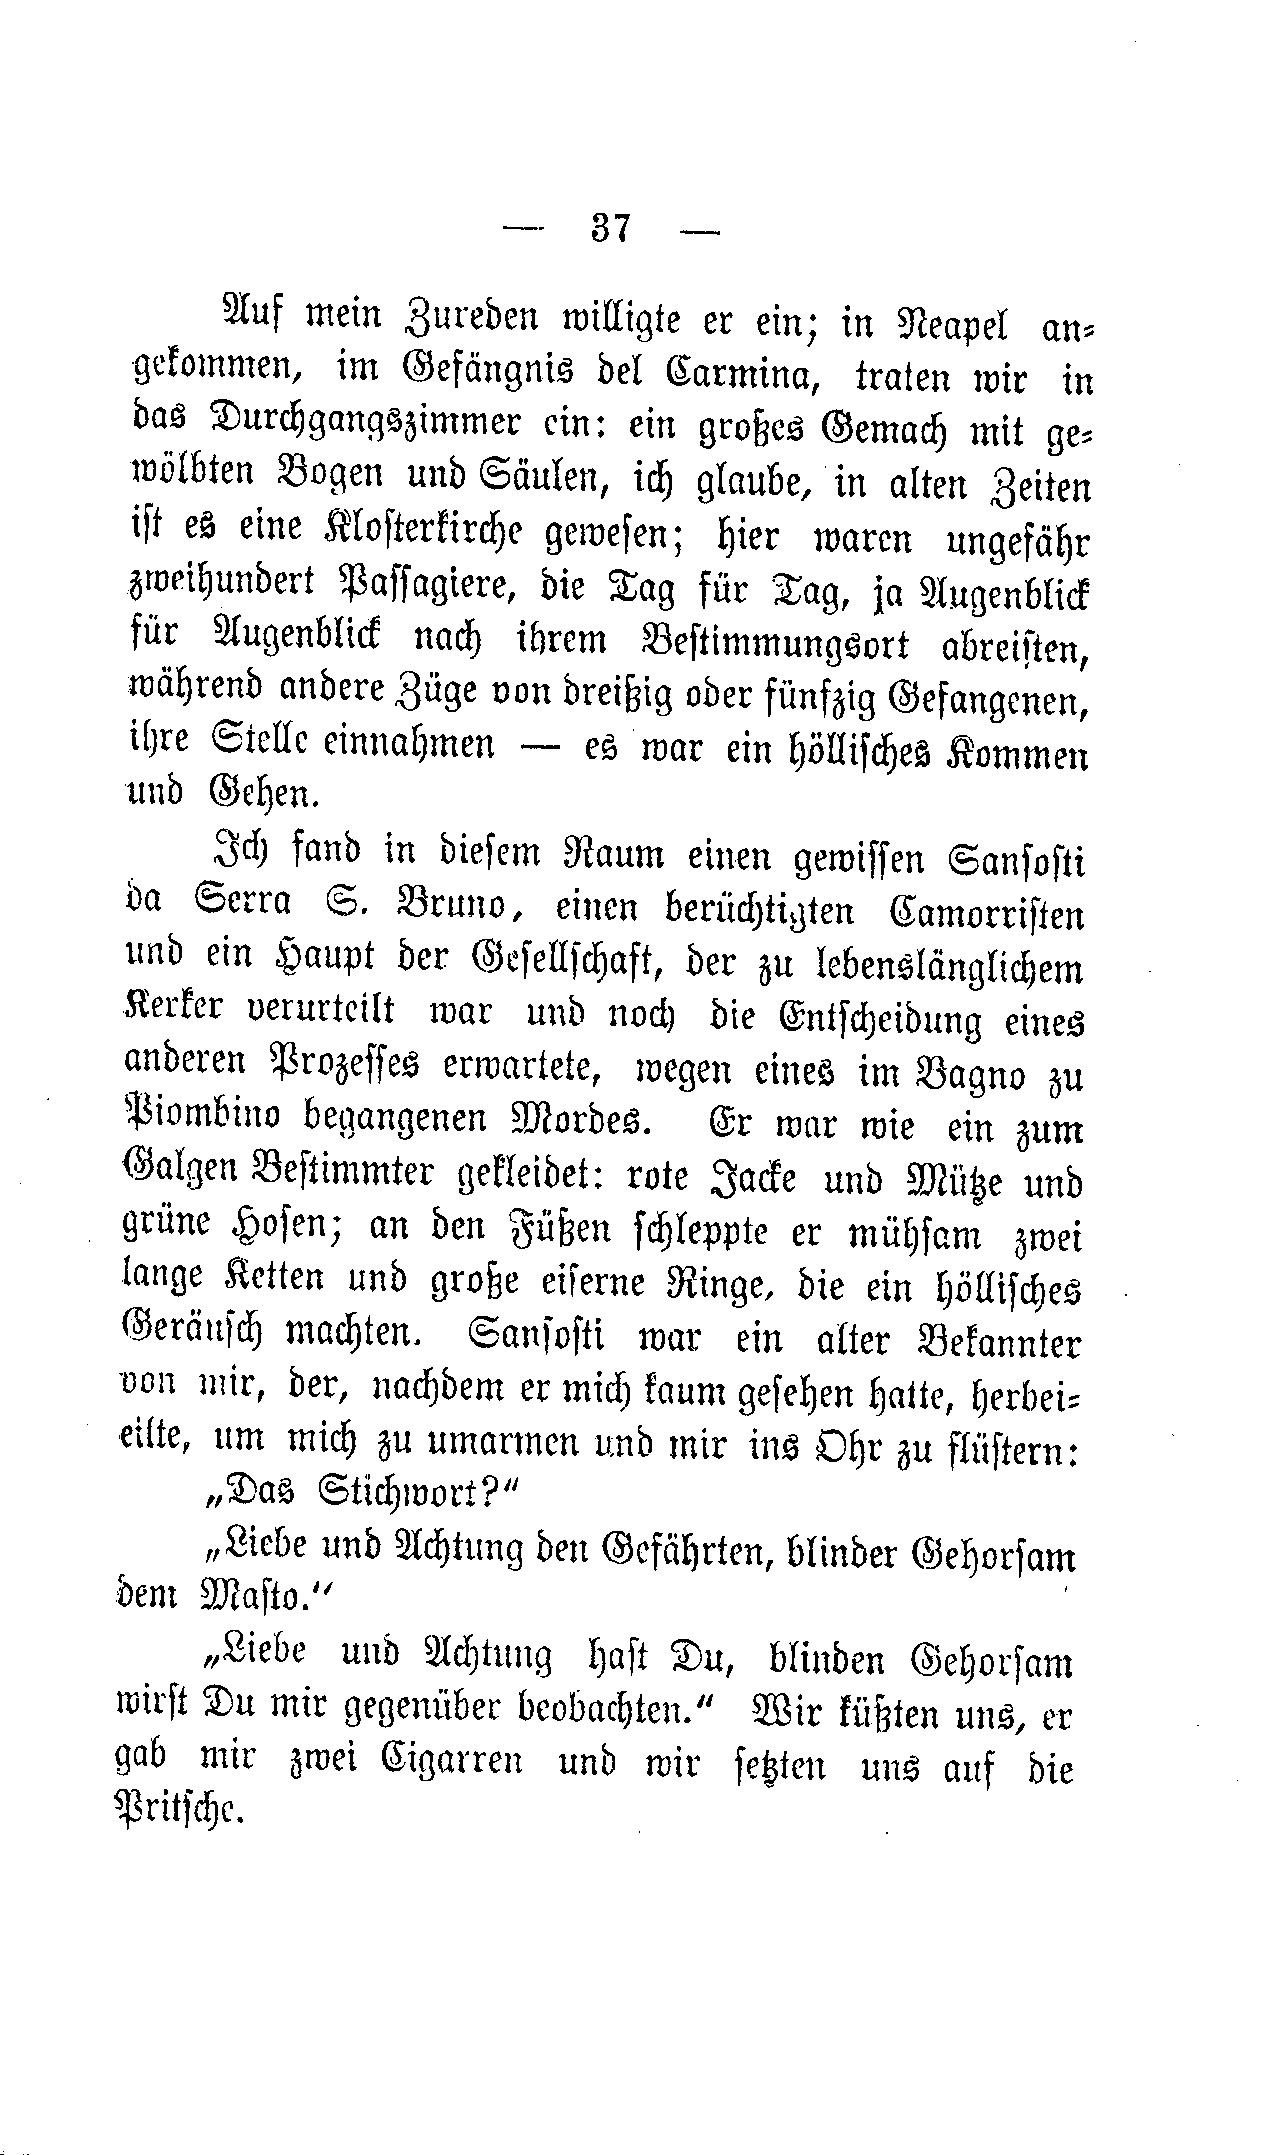 — 37 —
Auf mein Zureden willigte er ein; in Neapel an-
gekommen, im Gefängnis del Carmina, traten wir in
das Durchgangszimmer ein: ein großes Gemach mit ge-
wölbten Bogen und Säulen, ich glaube, in alten Zeiten
ist es eine Klosterkirche gewesen; hier waren ungefähr
zweihundert Passagiere, die Tag für Tag, ja Augenblick
für Augenblick nach ihrem Bestimmungsort abreisten,
während andere Züge von dreißig oder fünfzig Gefangenen,
ihre Stelle einnahmen — es war ein höllisches Kommen
und Gehen.
Ich fand in diesem Raum einen gewissen Sansosti
da Serra S. Bruno, einen berüchtigten Camorristen
und ein Haupt der Gesellschaft, der zu lebenslänglichem
Kerker verurteilt war und noch die Entscheidung eines
anderen Prozesses erwartete, wegen eines im Bagno zu
Piombino begangenen Mordes. Er war wie ein zum
Galgen Bestimmter gekleidet: rote Jacke und Mütze und
grüne Hosen; an den Füßen schleppte er mühsam zwei
lange Ketten und große eiserne Ringe, die ein höllisches
Geräusch machten. Sansosti war ein alter Bekannter
von mir, der, nachdem er mich kaum gesehen hatte, herbei-
eilte, um mich zu umarmen und mir ins Ohr zu flüstern:
„Das Stichwort?“
„Liebe und Achtung den Gefährten, blinder Gehorsam
dem Masto.“
„Liebe und Achtung hast Du, blinden Gehorsam
wirst Du mir gegenüber beobachten.“ Wir küßten uns, er
gab mir zwei Cigarren und wir setzten uns auf die
Pritsche.